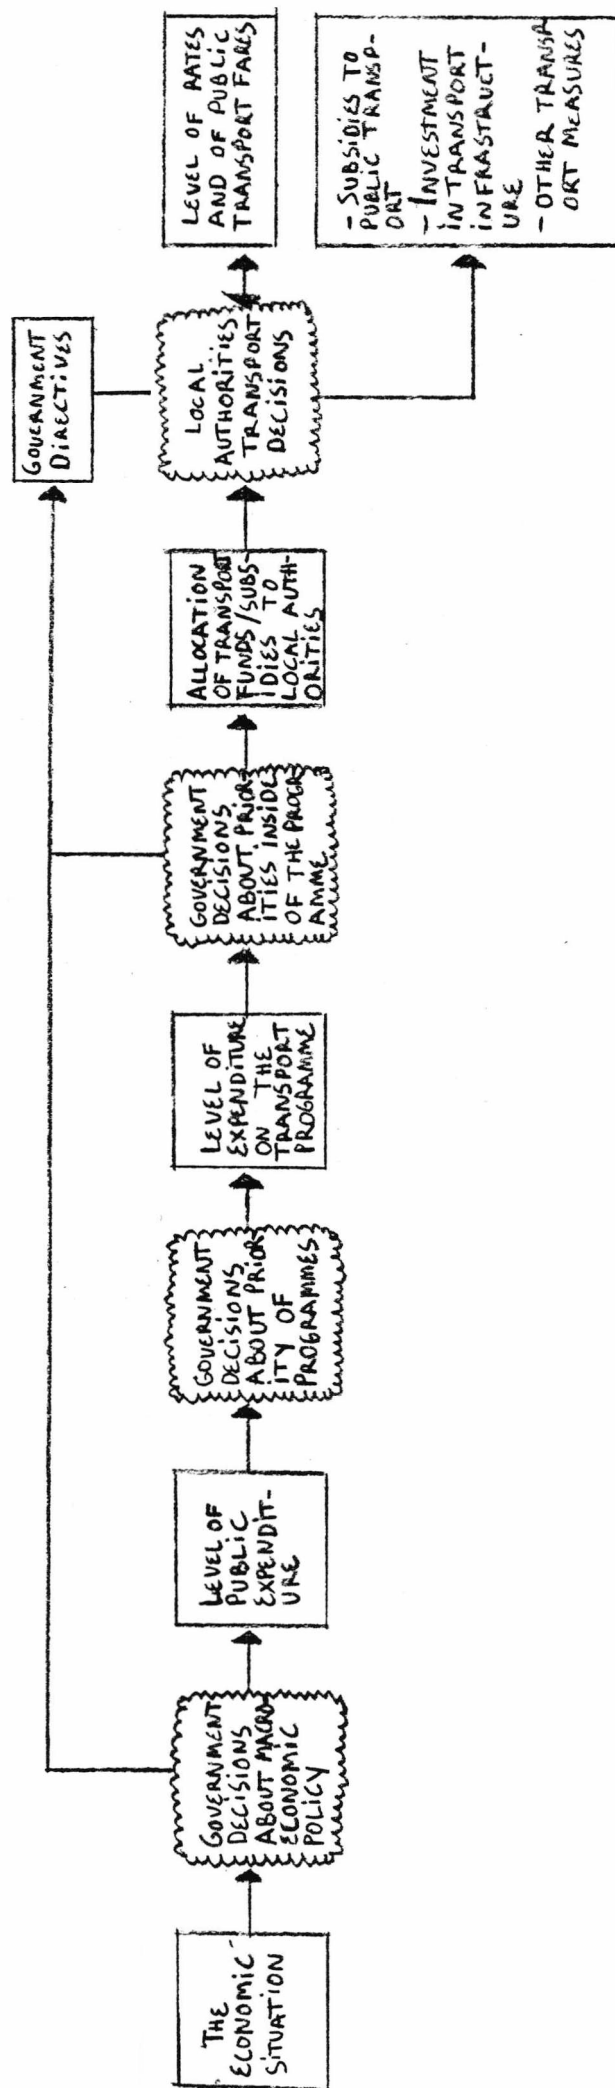 THE
ECONOMIC
SITUATION
GOVERNMENT
DECISIONS
ABOUT MACRO
ECONOMIC
POLICY
LEVEL OF
PUBLIC
EXPENDIT-
URE
GOVERNMENT
DECISIONS
ABOUT PRIOR-
ITY OF
PROGRAMMES
LEVEL OF
EXPENDITURE
ON THE
TRANSPORT
PROGRAMME
GOVERNMENT
DECISIONS
ABOUT PRIOR-
ITIES INSIDE
OF THE PROGR-
AMME
ALLOCATION
OF TRANSPORT
FUNDS/SUBS-
IDIES TO
LOCAL AUTH-
ORITIES
GOVERNMENT
DIRECTIVES
LOCAL
AUTHORITIES
TRANSPORT
DECISIONS
LEVEL OF RATES
AND OF PUBLIC
TRANSPORT FARES
- SUBSIDIES TO
PUBLIC TRANSP-
ORT
- INVESTMENT
IN TRANSPORT
INFRASTRUCT-
URE
- OTHER TRANSP
ORT MEASURES